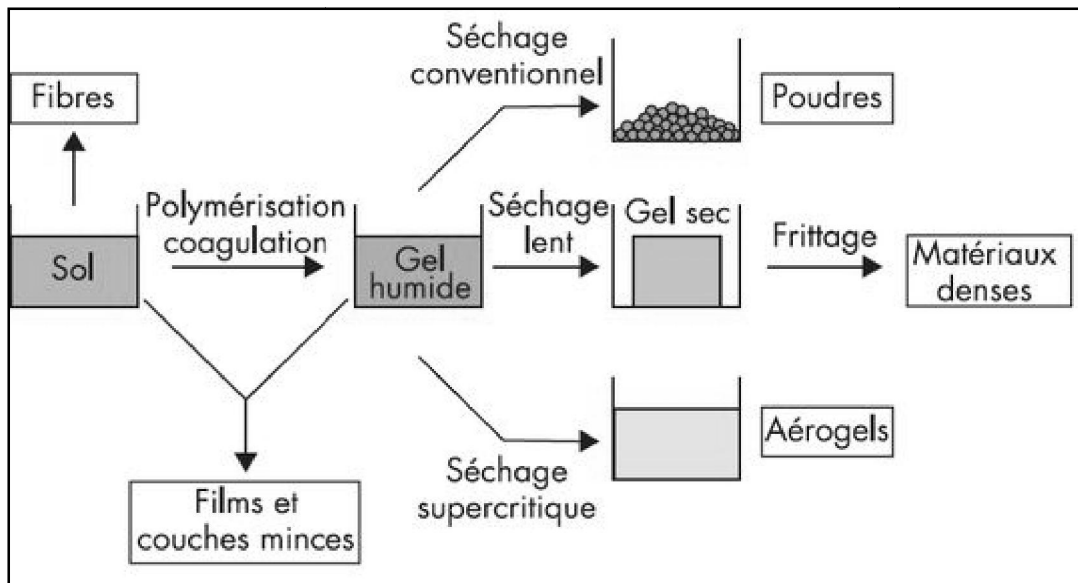 Fibres
Séchage
conventionnel
Poudres
Sol
Polymérisation
coagulation
Gel
humide
Séchage
lent
Gel sec
Frittage
Matériaux
denses
Films et
couches minces
Séchage
supercritique
Aérogels